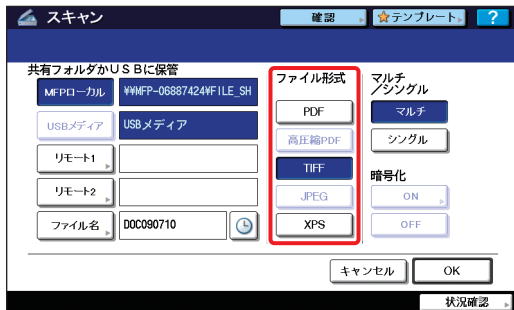 スキャン
確認
テンプレート
?
共有フォルダかUSBに保管
MFPローカル
¥¥MFP-06887424¥FILE_SH
USBメディア
USBメディア
リモート1
リモート2
ファイル名
DOC090710
ファイル形式
PDF
高圧縮PDF
TIFF
JPEG
XPS
マルチ
/シングル
マルチ
シングル
暗号化
ON
OFF
キャンセル
OK
状況確認